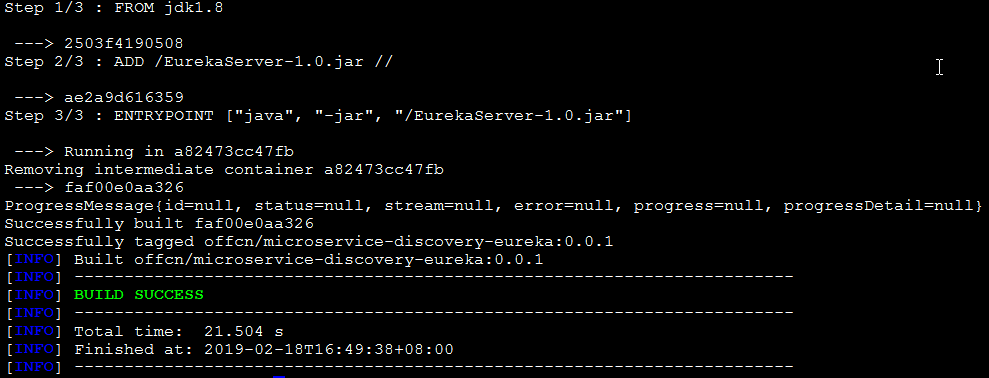 Step 1/3 : FROM jdk1.8
---> 2503f4190508
Step 2/3 : ADD /EurekaServer-1.0.jar //
---> ae2a9d616359
Step 3/3 : ENTRYPOINT ["java", "-jar", "/EurekaServer-1.0.jar"]
---> Running in a82473cc47fb
Removing intermediate container a82473cc47fb
---> faf00e0aa326
ProgressMessage{id=null, status=null, stream=null, error=null, progress=null, progressDetail=null}
Successfully built faf00e0aa326
Successfully tagged offcn/microservice-discovery-eureka:0.0.1
[INFO] Built offcn/microservice-discovery-eureka:0.0.1
[INFO] ------------------------------------------------------------------------
[INFO] BUILD SUCCESS
[INFO] ------------------------------------------------------------------------
[INFO] Total time:  21.504 s
[INFO] Finished at: 2019-02-18T16:49:38+08:00
[INFO] ------------------------------------------------------------------------